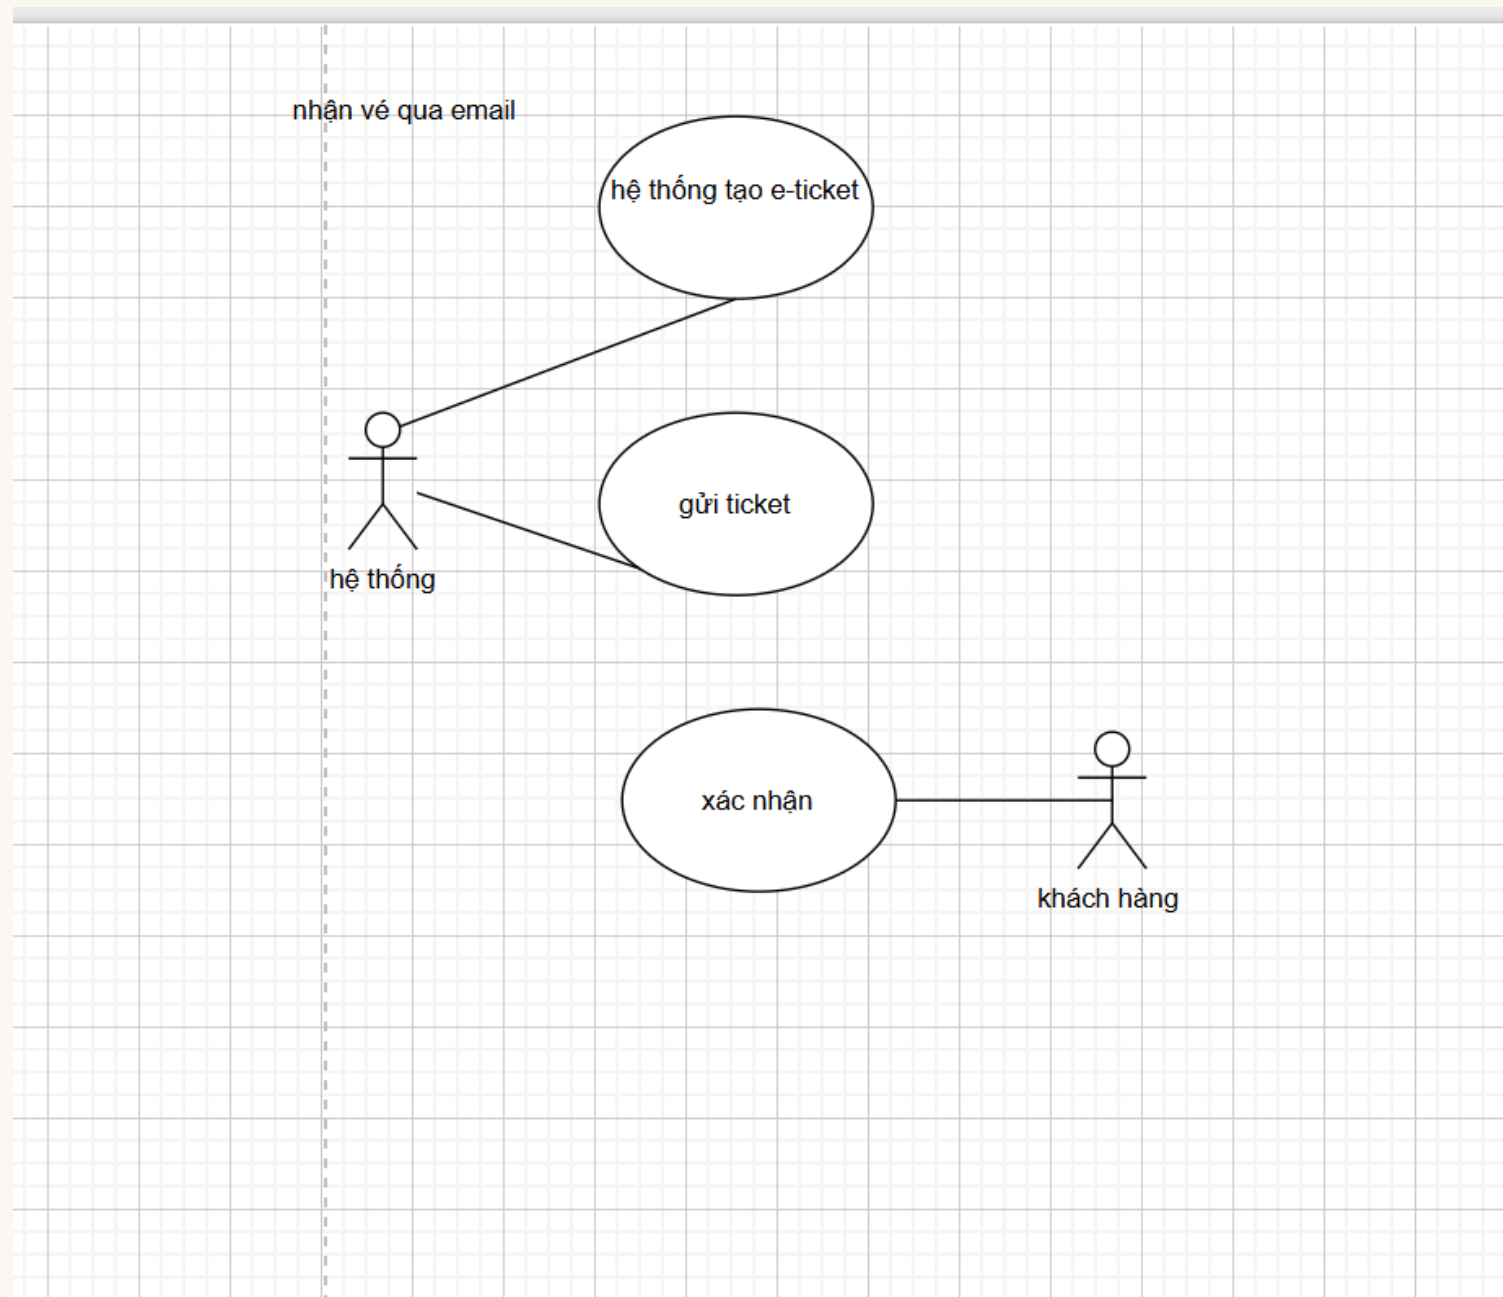 nhận vé qua email
hệ thống tạo e-ticket
gửi ticket
hệ thống
xác nhận
khách hàng